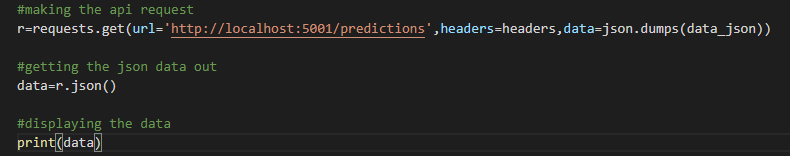 #making the api request
r=requests.get(url='http://localhost:5001/predictions',headers=headers,data=json.dumps(data_json))
#getting the json data out
data=r.json()
#displaying the data
print(data)